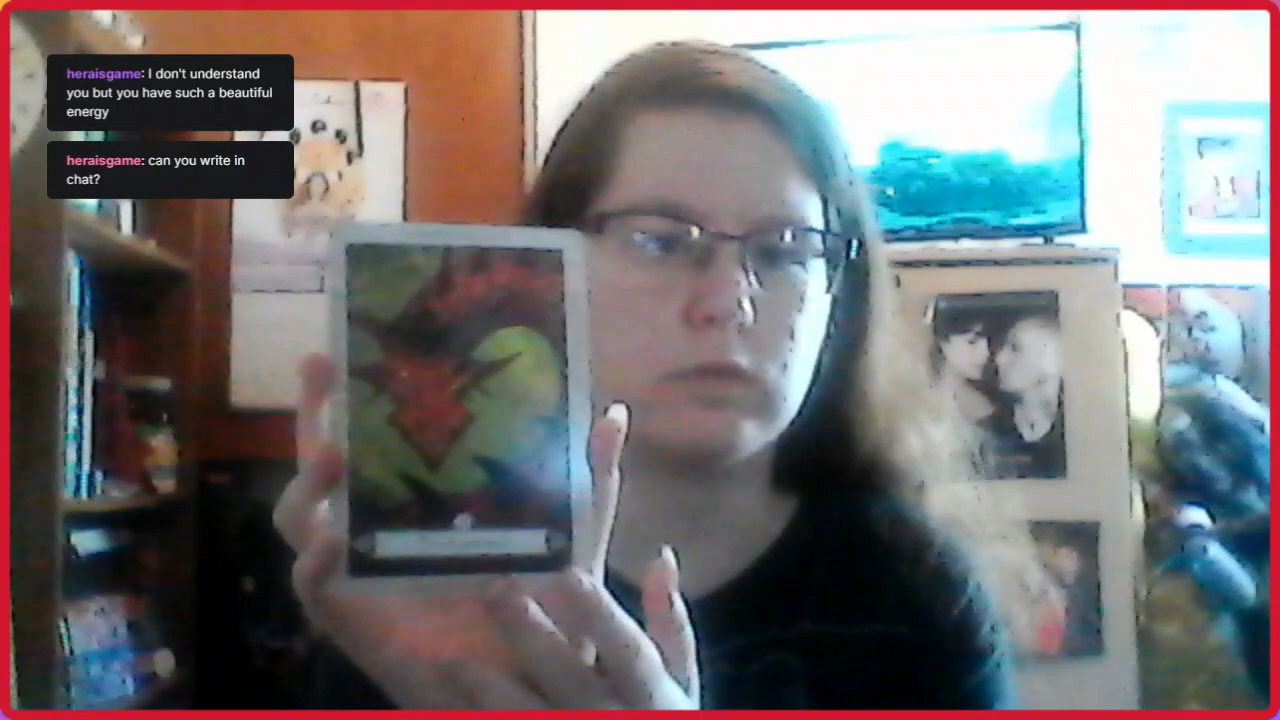 heraisgame: I don't understand
you but you have such a beautiful
energy
heraisgame: can you write in
chat?